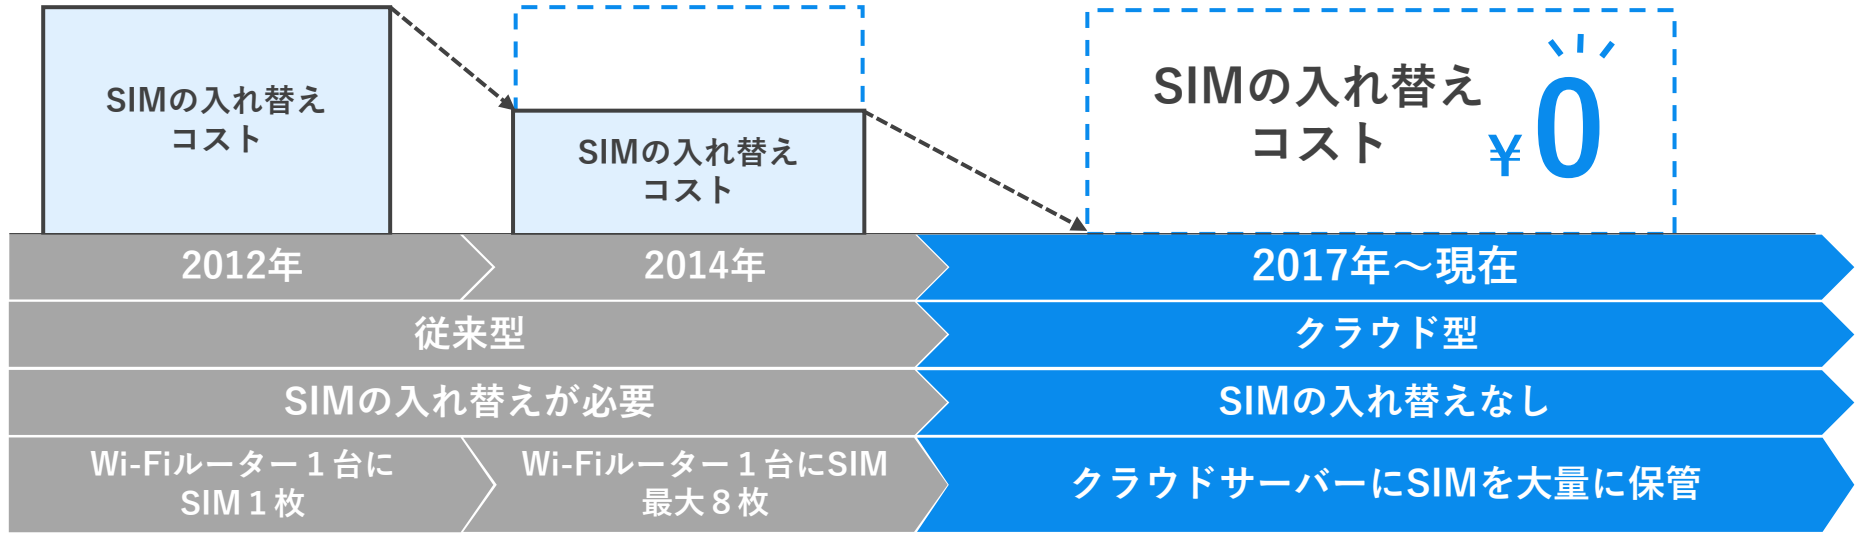 SIMの入れ替え
コスト
SIMの入れ替え
コスト
SIMの入れ替え
コスト
¥0
2012年
2014年
2017年～現在
従来型
クラウド型
SIMの入れ替えが必要
SIMの入れ替えなし
Wi-Fiルーター１台に
SIM１枚
Wi-Fiルーター１台にSIM
最大８枚
クラウドサーバーにSIMを大量に保管